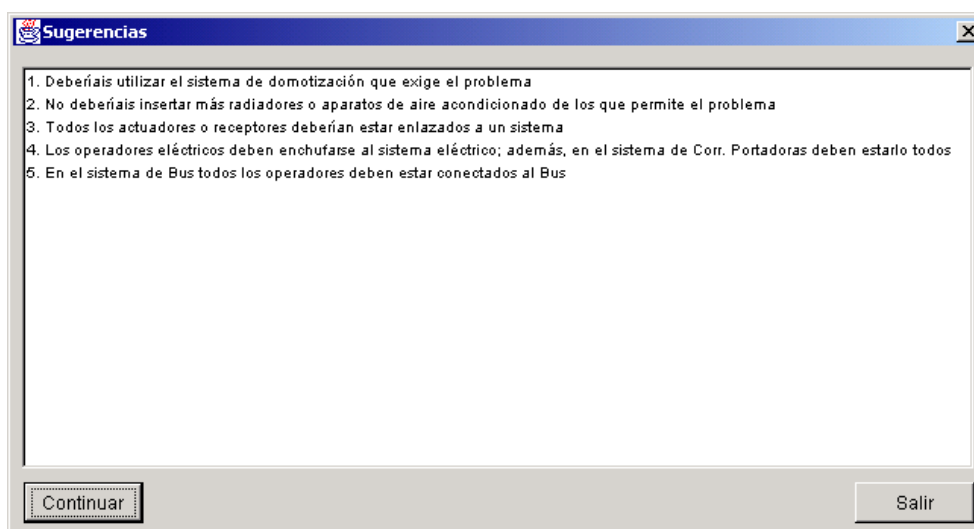 Sugerencias
1. Deberíais utilizar el sistema de domotización que exige el problema
2. No deberíais insertar más radiadores o aparatos de aire acondicionado de los que permite el problema
3. Todos los actuadores o receptores deberían estar enlazados a un sistema
4. Los operadores eléctricos deben enchufarse al sistema eléctrico; además, en el sistema de Corr. Portadoras deben estarlo todos
5. En el sistema de Bus todos los operadores deben estar conectados al Bus
Continuar
Salir